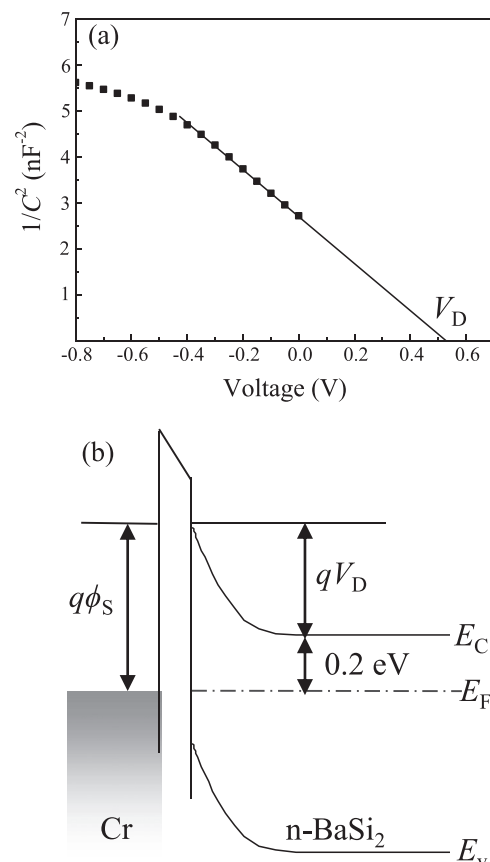 (a)
7
6
5
4
3
2
1
1/C² (nF⁻²)
V_D
-0.8 -0.6 -0.4 -0.2 0.0 0.2 0.4 0.6
Voltage (V)
(b)
qϕ_S
qV_D
E_C
0.2 eV
E_F
Cr
n-BaSi₂
E_v